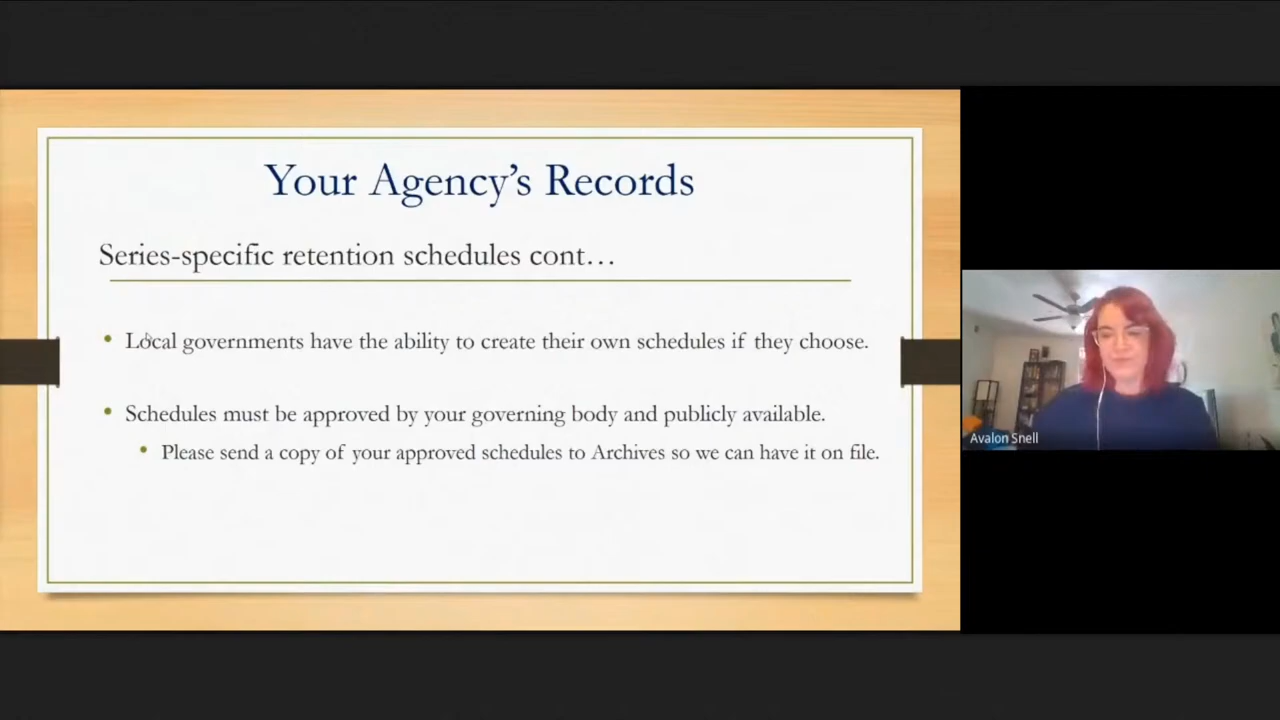 Your Agency's Records
Series-specific retention schedules cont…
• Local governments have the ability to create their own schedules if they choose.
• Schedules must be approved by your governing body and publicly available.
• Please send a copy of your approved schedules to Archives so we can have it on file.
Avalon Snell